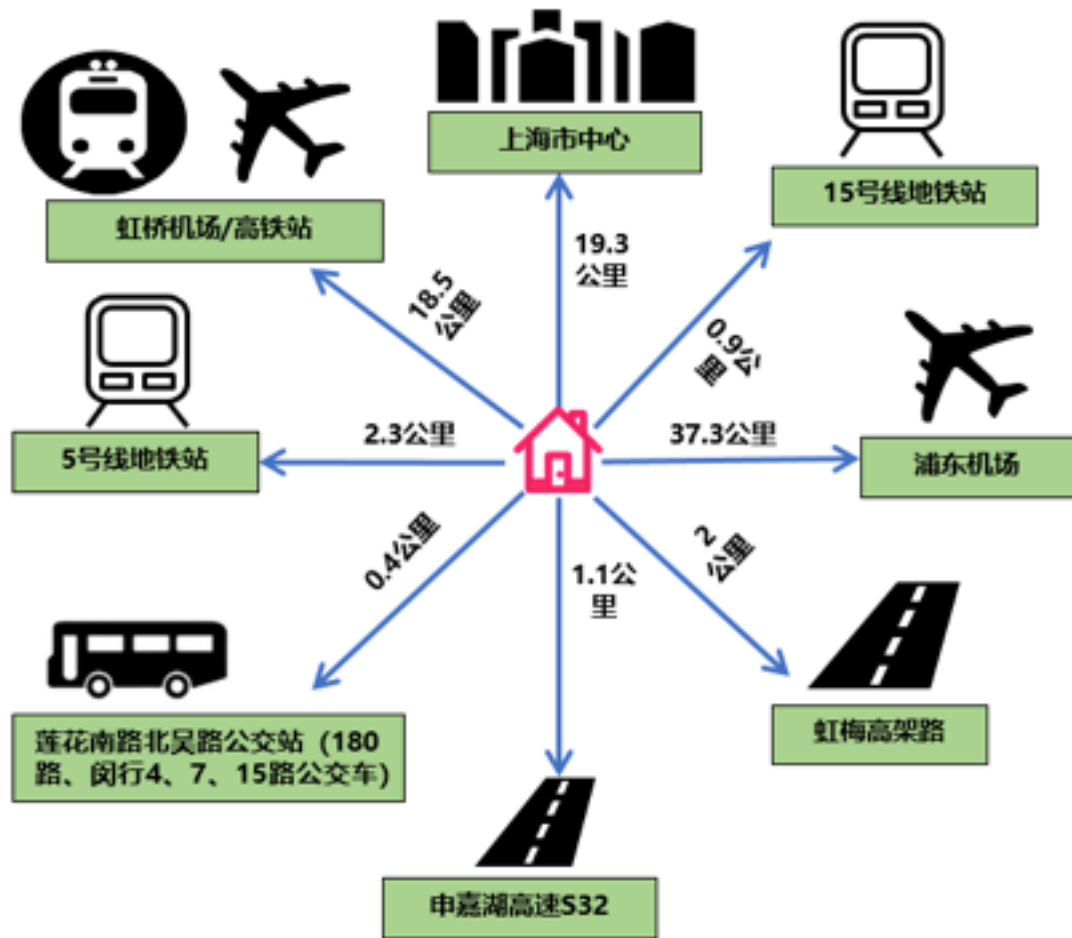 上海市中心
15号线地铁站
虹桥机场/高铁站
19.3
公里
18.5
公里
0.9公
里
2.3公里
37.3公里
5号线地铁站
浦东机场
0.4公里
1.1公
里
2
公里
莲花南路北吴路公交站（180
路、闵行4、7、15路公交车）
虹梅高架路
申嘉湖高速S32